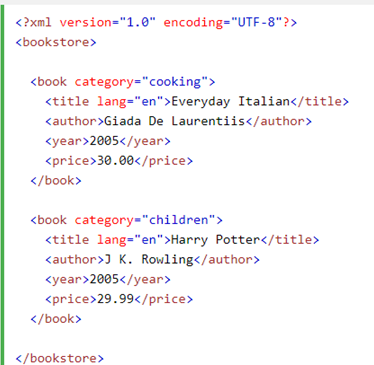 <?xml version="1.0" encoding="UTF-8"?>
<bookstore>
<book category="cooking">
<title lang="en">Everyday Italian</title>
<author>Giada De Laurentiis</author>
<year>2005</year>
<price>30.00</price>
</book>
<book category="children">
<title lang="en">Harry Potter</title>
<author>J K. Rowling</author>
<year>2005</year>
<price>29.99</price>
</book>
</bookstore>